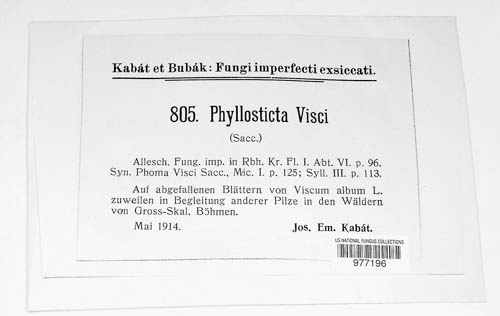 Kabát et Bubák: Fungi imperfecti exsiccati.
805. Phyllosticta Visci
(Sacc.)
Allesch. Fung. imp. in Rbh. Kr. Fl. I. Abt. VI. p. 96.
Syn. Phoma Visci Sacc., Mic. I. p. 125; Syll. III. p. 113.
Auf abgefallenen Blättern von Viscum album L.
zuweilen in Begleitung anderer Pilze in den Wäldern
von Gross-Skal. Böhmen.
Mai 1914. Jos. Em. Kabát.
US NATIONAL FUNGUS COLLECTIONS
977196